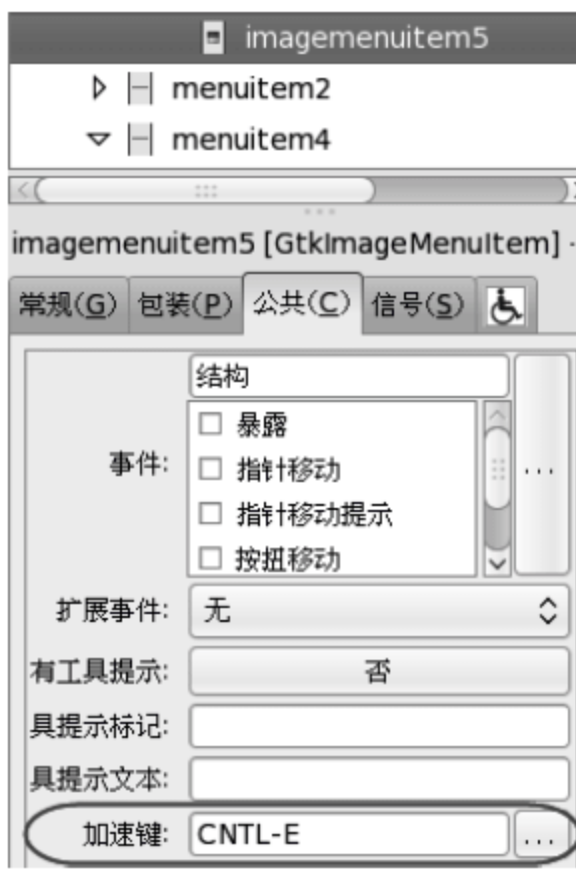 imagemenuitem5
menuitem2
menuitem4
imagemenuitem5 [GtkImageMenuItem] -
常规(G) 包装(P) 公共(C) 信号(S)
结构
事件:
暴露
指针移动
指针移动提示
按扭移动
...
扩展事件: 无
有工具提示: 否
具提示标记:
具提示文本:
加速键: CNTL-E ...